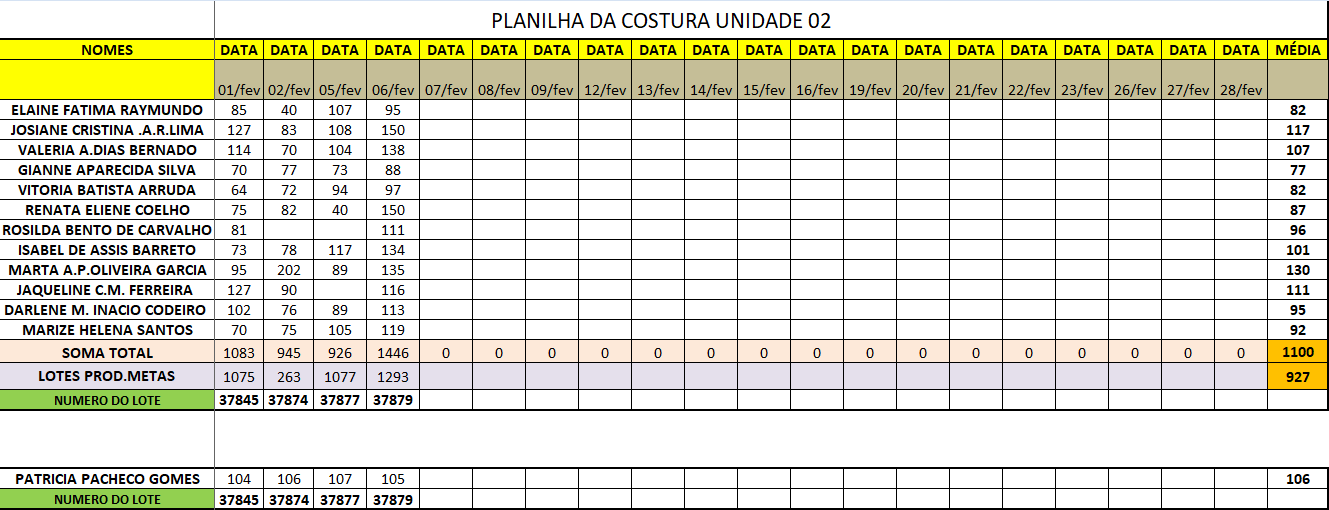 PLANILHA DA COSTURA UNIDADE 02
NOMES DATA DATA DATA DATA DATA DATA DATA DATA DATA DATA DATA DATA DATA DATA DATA DATA DATA DATA DATA DATA MÉDIA
01/fev 02/fev 05/fev 06/fev 07/fev 08/fev 09/fev 12/fev 13/fev 14/fev 15/fev 16/fev 19/fev 20/fev 21/fev 22/fev 23/fev 26/fev 27/fev 28/fev
ELAINE FATIMA RAYMUNDO 85 40 107 95 82
JOSIANE CRISTINA .A.R.LIMA 127 83 108 150 117
VALERIA A.DIAS BERNADO 114 70 104 138 107
GIANNE APARECIDA SILVA 70 77 73 88 77
VITORIA BATISTA ARRUDA 64 72 94 97 82
RENATA ELIENE COELHO 75 82 40 150 87
ROSILDA BENTO DE CARVALHO 81 111 96
ISABEL DE ASSIS BARRETO 73 78 117 134 101
MARTA A.P.OLIVEIRA GARCIA 95 202 89 135 130
JAQUELINE C.M. FERREIRA 127 90 116 111
DARLENE M. INACIO CODEIRO 102 76 89 113 95
MARIZE HELENA SANTOS 70 75 105 119 92
SOMA TOTAL 1083 945 926 1446 0 0 0 0 0 0 0 0 0 0 0 0 0 0 0 0 1100
LOTES PROD.METAS 1075 263 1077 1293 927
NUMERO DO LOTE 37845 37874 37877 37879
PATRICIA PACHECO GOMES 104 106 107 105 106
NUMERO DO LOTE 37845 37874 37877 37879